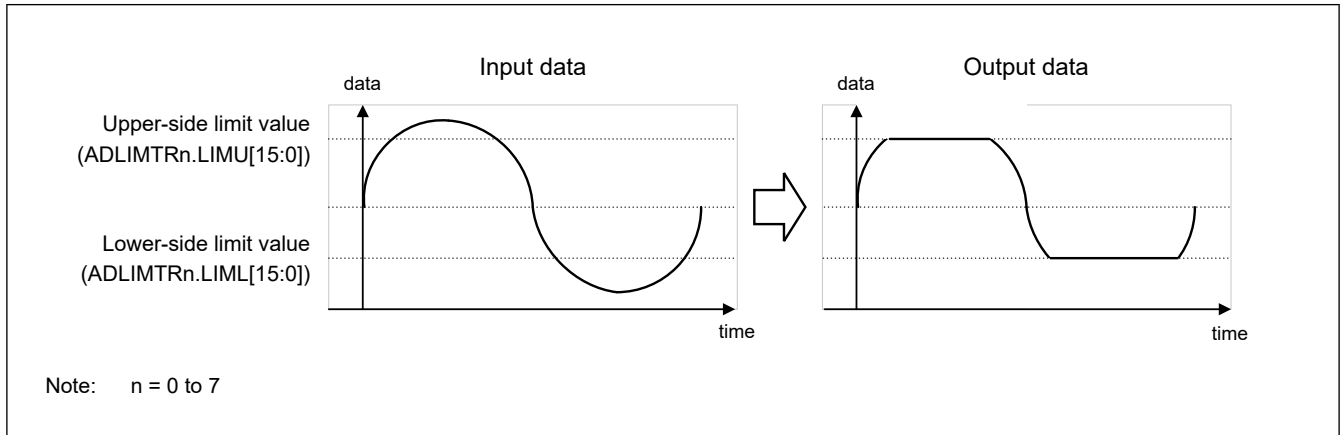 Input data
Output data
data
data
Upper-side limit value
(ADLIMTRn.LIMU[15:0])
Lower-side limit value
(ADLIMTRn.LIML[15:0])
time
time
Note: n = 0 to 7